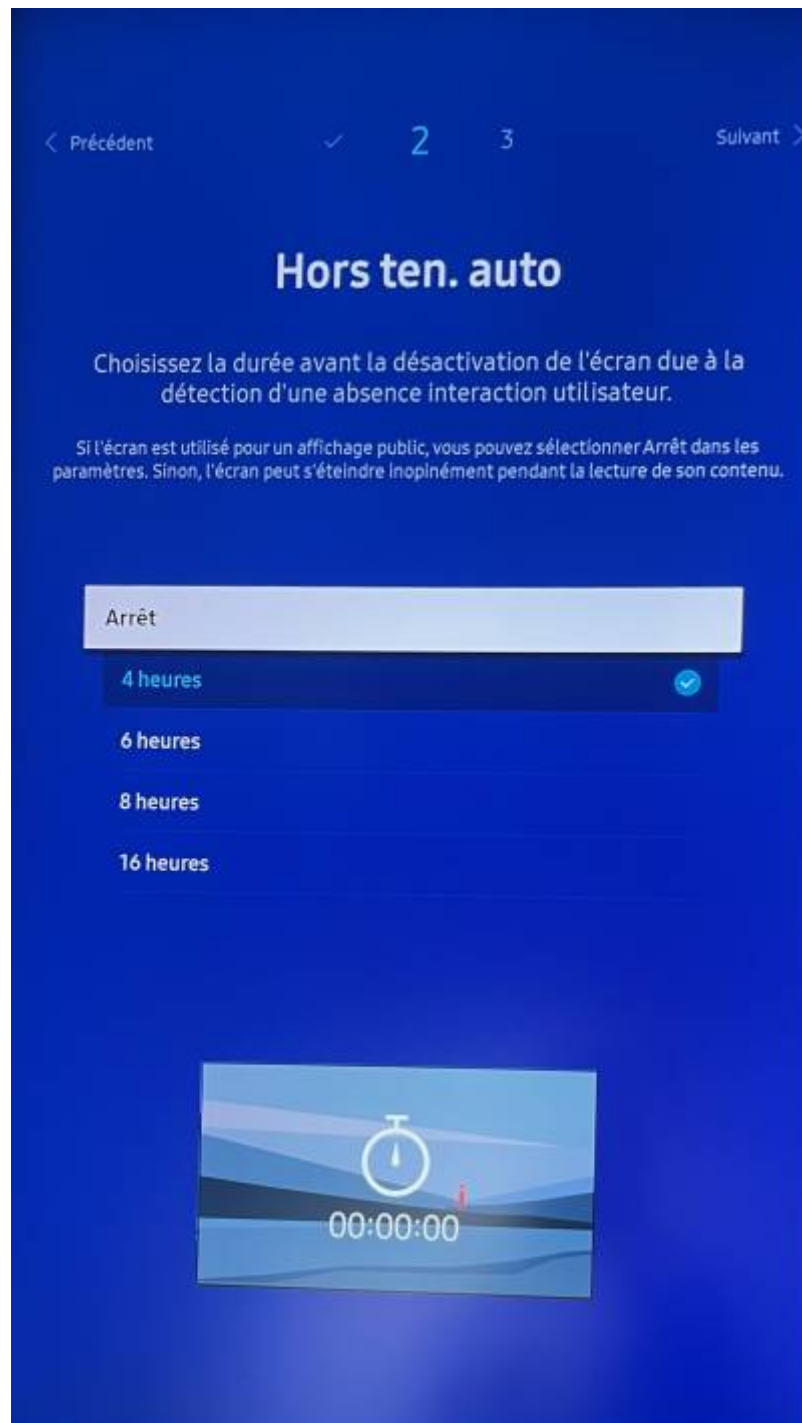 Précédent
2
3
Suivant
Hors ten. auto
Choisissez la durée avant la désactivation de l'écran due à la
détection d'une absence interaction utilisateur.
Si l'écran est utilisé pour un affichage public, vous pouvez sélectionner Arrêt dans les
paramètres. Sinon, l'écran peut s'éteindre inopinément pendant la lecture de son contenu.
Arrêt
4 heures
6 heures
8 heures
16 heures
00:00:00